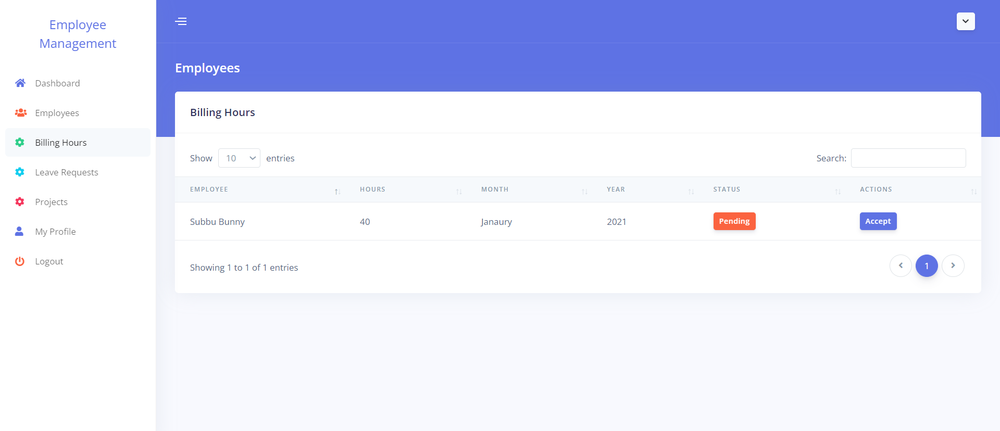 Employee
Management
Dashboard
Employees
Billing Hours
Leave Requests
Projects
My Profile
Logout
Employees
Billing Hours
Show 10 entries
Search:
EMPLOYEE HOURS MONTH YEAR STATUS ACTIONS
Subbu Bunny 40 Janaury 2021 Pending Accept
Showing 1 to 1 of 1 entries
1